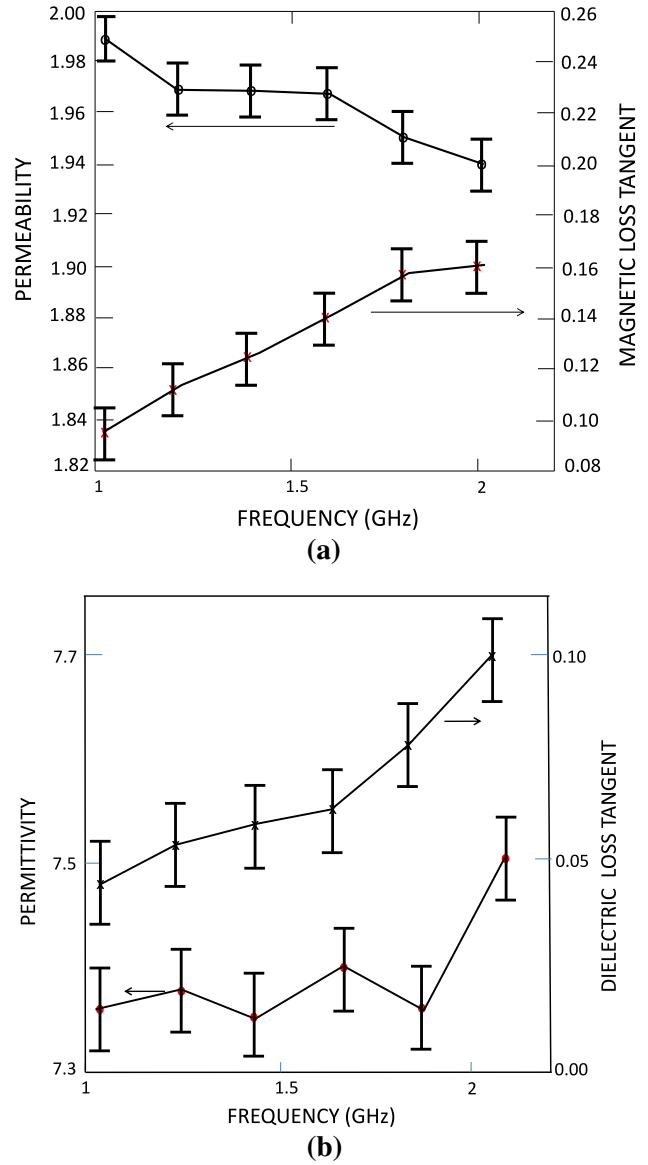 2.00
1.98
1.96
1.94
1.92
1.90
1.88
1.86
1.84
1.82
PERMEABILITY
0.26
0.24
0.22
0.20
0.18
0.16
0.14
0.12
0.10
0.08
MAGNETIC LOSS TANGENT
1 1.5 2
FREQUENCY (GHz)
(a)
7.7
7.5
7.3
PERMITTIVITY
0.10
0.05
0.00
DIELECTRIC LOSS TANGENT
1 1.5 2
FREQUENCY (GHz)
(b)